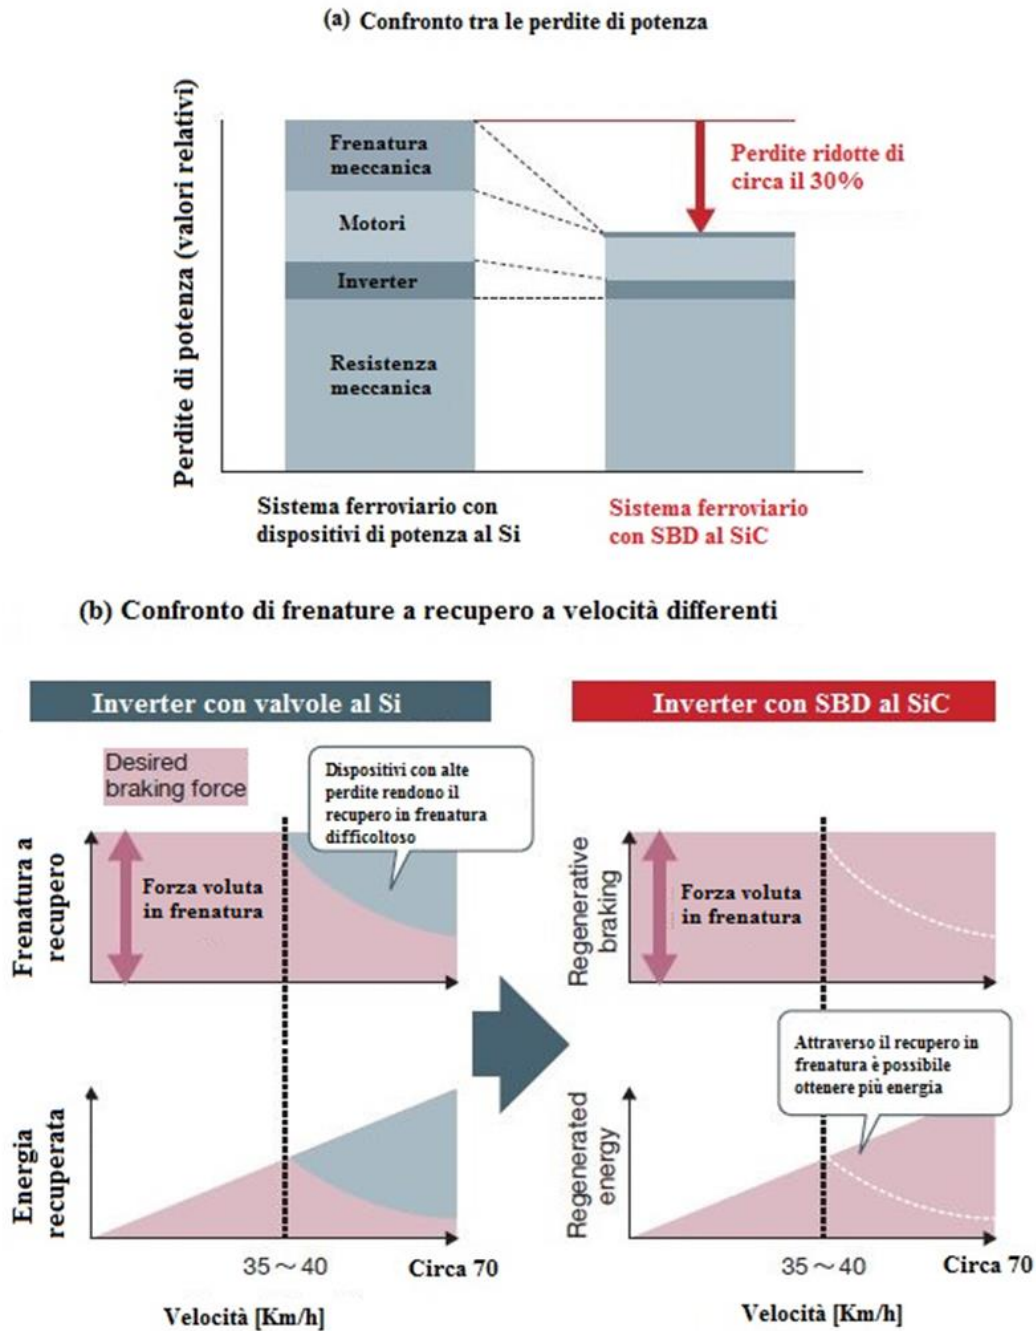 (a) Confronto tra le perdite di potenza
Perdite di potenza (valori relativi)
Frenatura
meccanica
Motori
Inverter
Resistenza
meccanica
Perdite ridotte di
circa il 30%
Sistema ferroviario con
dispositivi di potenza al Si
Sistema ferroviario
con SBD al SiC
(b) Confronto di frenature a recupero a velocità differenti
Inverter con valvole al Si
Desired
braking force
Dispositivi con alte
perdite rendono il
recupero in frenatura
difficoltoso
Frenatura a
recupero
Forza voluta
in frenatura
Energia
recuperata
35～40
Circa 70
Velocità [Km/h]
Inverter con SBD al SiC
Regenerative
braking
Forza voluta
in frenatura
Attraverso il recupero in
frenatura è possibile
ottenere più energia
Regenerated
energy
35～40
Circa 70
Velocità [Km/h]